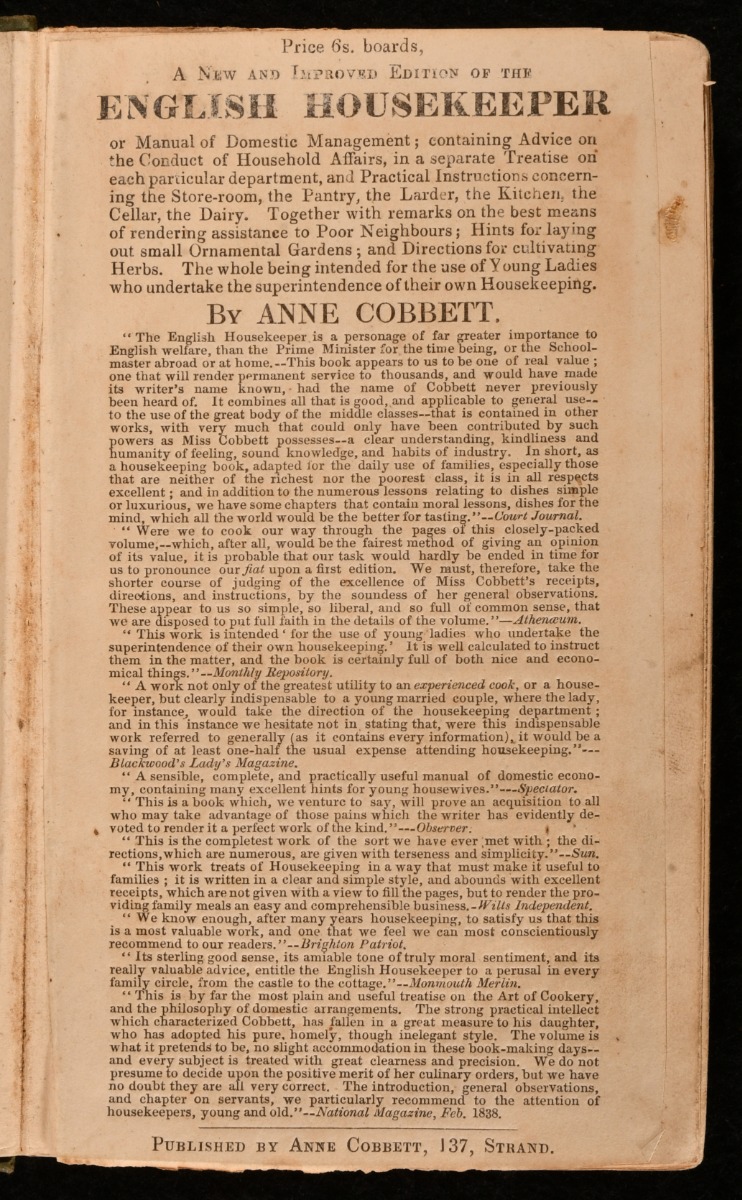 Price 6s. boards,
A New and Improved Edition of the
ENGLISH HOUSEKEEPER
or Manual of Domestic Management; containing Advice on
the Conduct of Household Affairs, in a separate Treatise on
each particular department, and Practical Instructions concern-
ing the Store-room, the Pantry, the Larder, the Kitchen, the
Cellar, the Dairy. Together with remarks on the best means
of rendering assistance to Poor Neighbours; Hints for laying
out small Ornamental Gardens; and Directions for cultivating
Herbs. The whole being intended for the use of Young Ladies
who undertake the superintendence of their own Housekeeping.
By ANNE COBBETT.
"The English Housekeeper is a personage of far greater importance to
English welfare, than the Prime Minister for the time being, or the School-
master abroad or at home.--This book appears to us to be one of real value;
one that will render permanent service to thousands, and would have made
its writer's name known, had the name of Cobbett never previously
been heard of. It combines all that is good, and applicable to general use--
to the use of the great body of the middle classes--that is contained in other
works, with very much that could only have been contributed by such
powers as Miss Cobbett possesses--a clear understanding, kindliness and
humanity of feeling, sound knowledge, and habits of industry. In short, as
a housekeeping book, adapted for the daily use of families, especially those
that are neither of the richest nor the poorest class, it is in all respects
excellent; and in addition to the numerous lessons relating to dishes simple
or luxurious, we have some chapters that contain moral lessons, dishes for the
mind, which all the world would be the better for tasting."--Court Journal.
"Were we to cook our way through the pages of this closely-packed
volume,--which, after all, would be the fairest method of giving an opinion
of its value, it is probable that our task would hardly be ended in time for
us to pronounce our fiat upon a first edition. We must, therefore, take the
shorter course of judging of the excellence of Miss Cobbett's receipts,
directions, and instructions, by the soundess of her general observations.
These appear to us so simple, so liberal, and so full of common sense, that
we are disposed to put full faith in the details of the volume."—Athenæum.
"This work is intended 'for the use of young ladies who undertake the
superintendence of their own housekeeping.' It is well calculated to instruct
them in the matter, and the book is certainly full of both nice and econo-
mical things."--Monthly Repository.
"A work not only of the greatest utility to an experienced cook, or a house-
keeper, but clearly indispensable to a young married couple, where the lady,
for instance, would take the direction of the housekeeping department;
and in this instance we hesitate not in stating that, were this indispensable
work referred to generally (as it contains every information), it would be a
saving of at least one-half the usual expense attending housekeeping."---
Blackwood's Lady's Magazine.
"A sensible, complete, and practically useful manual of domestic econo-
my, containing many excellent hints for young housewives."---Spectator.
"This is a book which, we venture to say, will prove an acquisition to all
who may take advantage of those pains which the writer has evidently de-
voted to render it a perfect work of the kind."---Observer.
"This is the completest work of the sort we have ever met with; the di-
rections, which are numerous, are given with terseness and simplicity."--Sun.
"This work treats of Housekeeping in a way that must make it useful to
families; it is written in a clear and simple style, and abounds with excellent
receipts, which are not given with a view to fill the pages, but to render the pro-
viding family meals an easy and comprehensible business.-Wilts Independent.
"We know enough, after many years housekeeping, to satisfy us that this
is a most valuable work, and one that we feel we can most conscientiously
recommend to our readers."--Brighton Patriot.
"Its sterling good sense, its amiable tone of truly moral sentiment, and its
really valuable advice, entitle the English Housekeeper to a perusal in every
family circle, from the castle to the cottage."--Monmouth Merlin.
"This is by far the most plain and useful treatise on the Art of Cookery,
and the philosophy of domestic arrangements. The strong practical intellect
which characterized Cobbett, has fallen in a great measure to his daughter,
who has adopted his pure, homely, though inelegant style. The volume is
what it pretends to be, no slight accommodation in these book-making days--
and every subject is treated with great clearness and precision. We do not
presume to decide upon the positive merit of her culinary orders, but we have
no doubt they are all very correct. The introduction, general observations,
and chapter on servants, we particularly recommend to the attention of
housekeepers, young and old."--National Magazine, Feb. 1838.
Published by Anne Cobbett, 137, Strand.